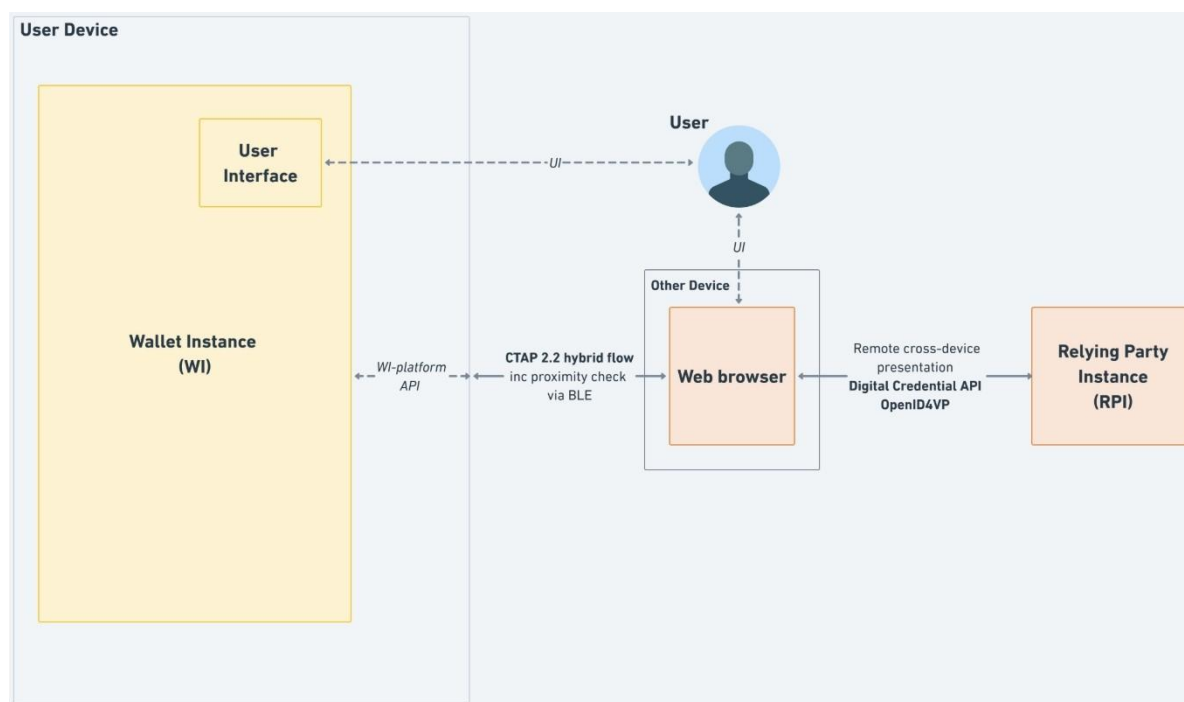 User Device
User
Interface
UI
User
UI
Other Device
Wallet Instance
(WI)
WI-platform
API
CTAP 2.2 hybrid flow
inc proximity check
via BLE
Web browser
Remote cross-device
presentation
Digital Credential API
OpenID4VP
Relying Party
Instance
(RPI)